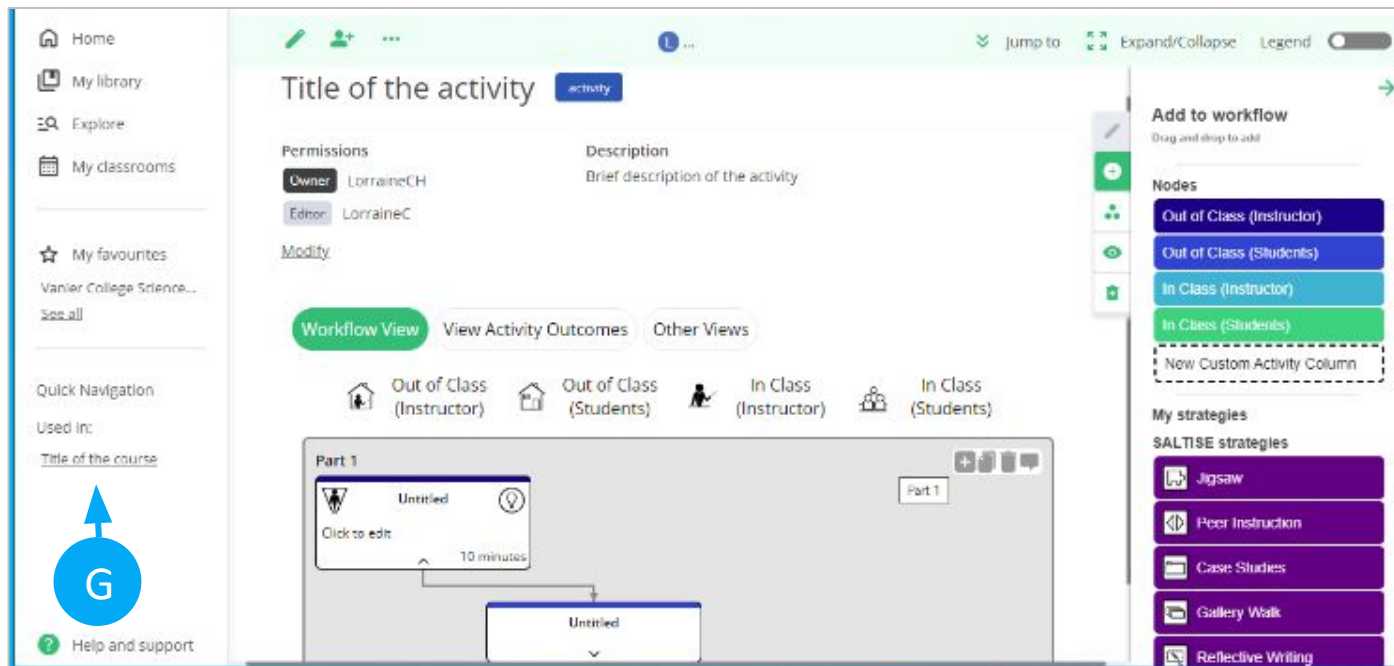 Home
My library
Explore
My classrooms
My favourites
Vanier College Science...
See all
Quick Navigation
Used in:
Title of the course
G
Help and support
L ...
Jump to
Expand/Collapse
Legend
Title of the activity
activity
Permissions
Owner LorraineCH
Editor LorraineC
Modify
Description
Brief description of the activity
Workflow View
View Activity Outcomes
Other Views
Out of Class
(Instructor)
Out of Class
(Students)
In Class
(Instructor)
In Class
(Students)
Part 1
Part 1
Untitled
Click to edit
10 minutes
Untitled
Add to workflow
Drag and drop to add
Nodes
Out of Class (Instructor)
Out of Class (Students)
In Class (Instructor)
In Class (Students)
New Custom Activity Column
My strategies
SALTISE strategies
Jigsaw
Peer Instruction
Case Studies
Gallery Walk
Reflective Writing